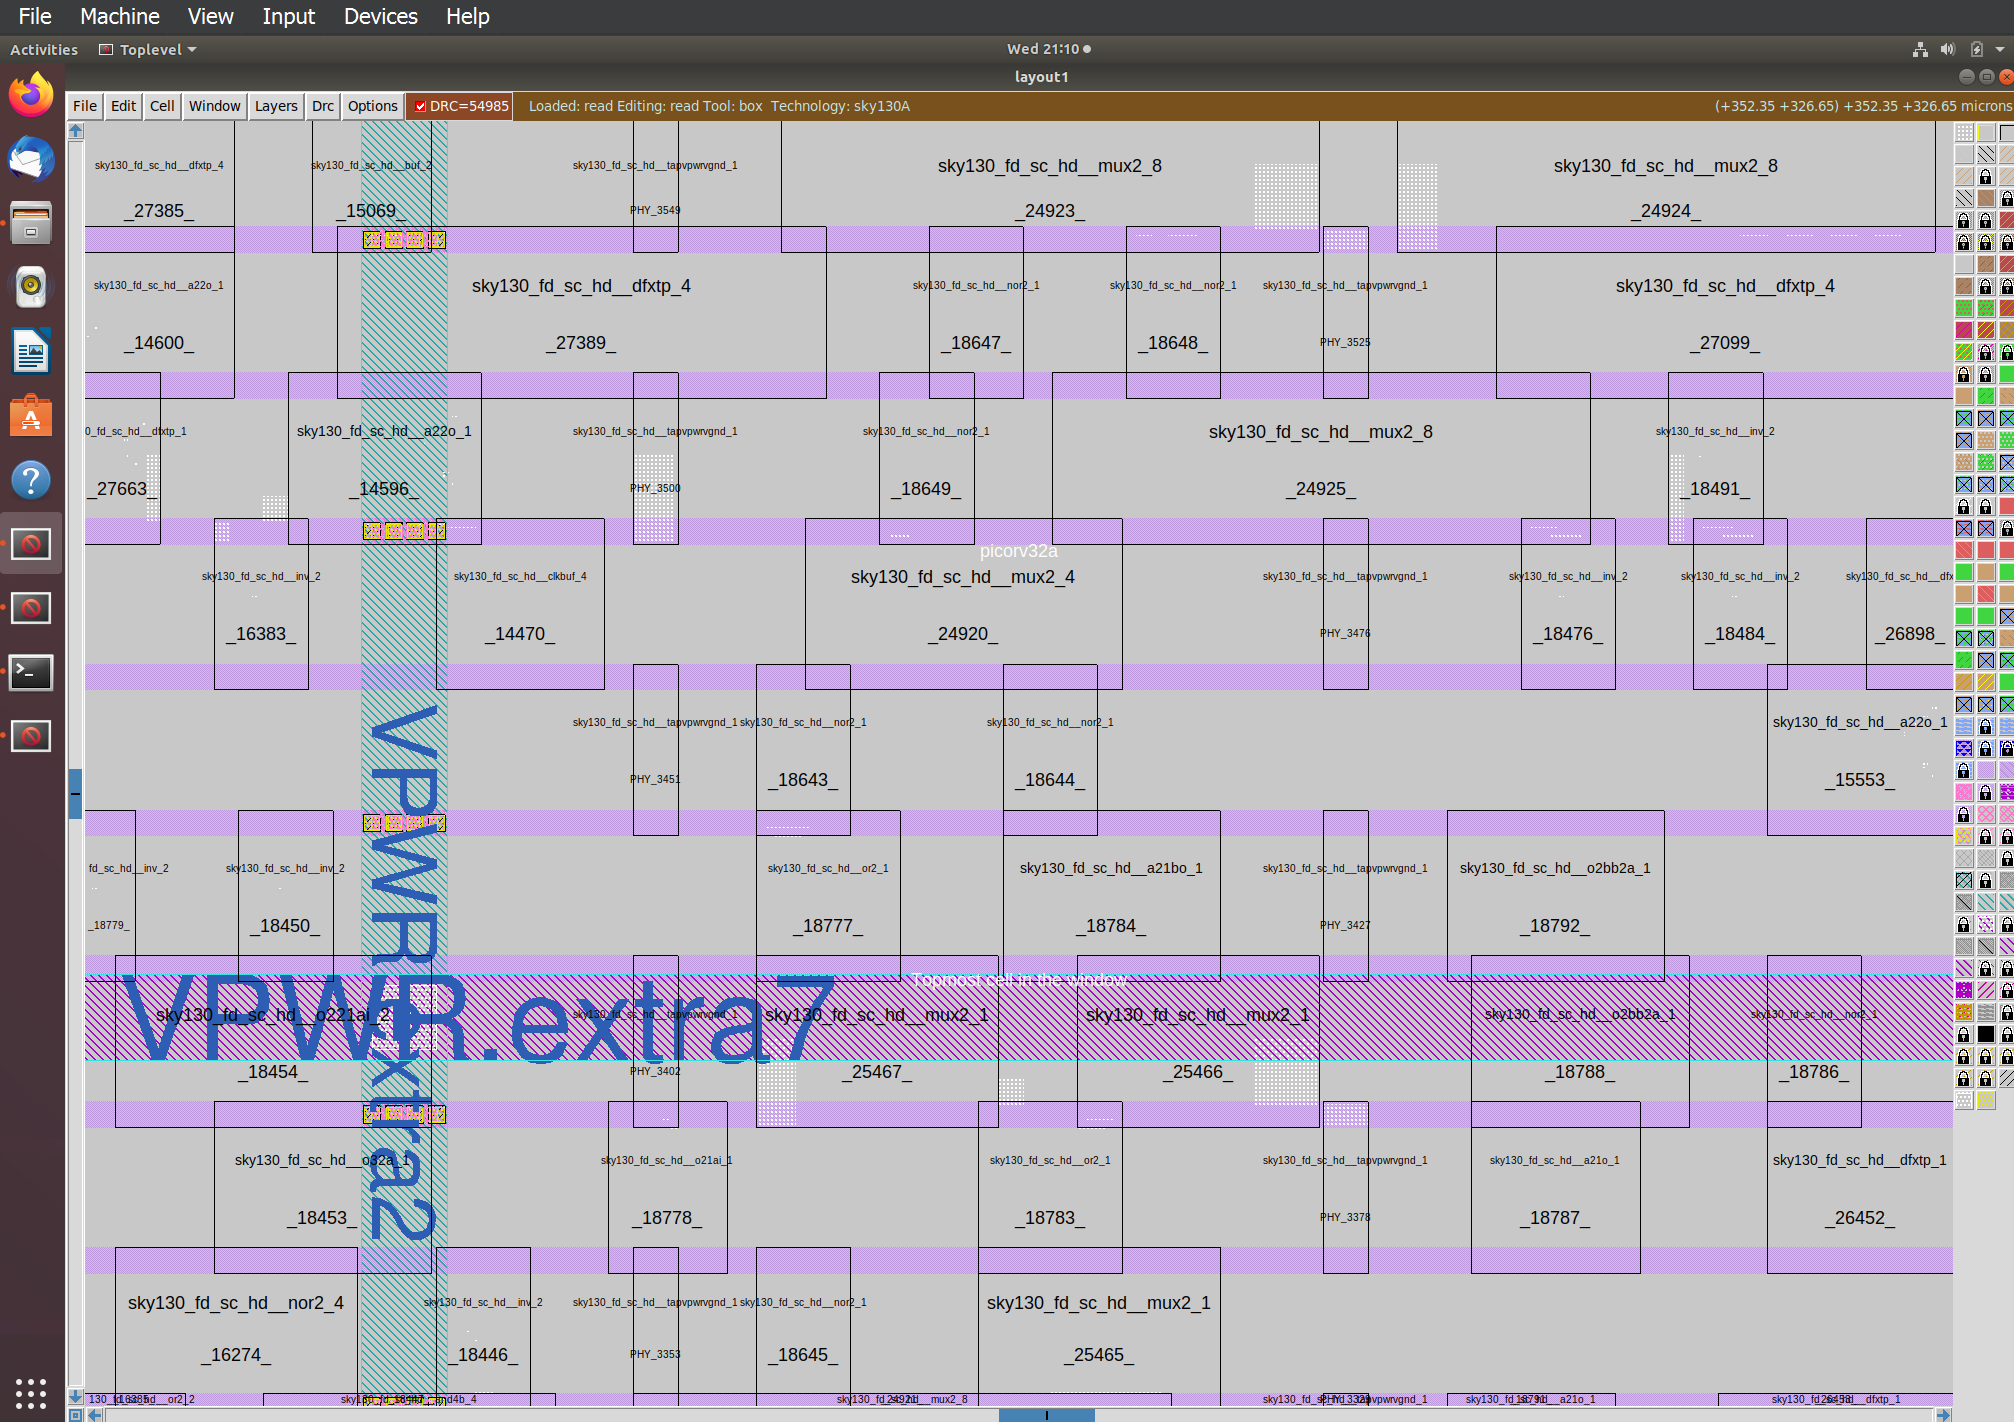 File Machine View Input Devices Help
Activities Toplevel Wed 21:10
layout1
File Edit Cell Window Layers Drc Options DRC=54985 Loaded: read Editing: read Tool: box Technology: sky130A (+352.35 +326.65) +352.35 +326.65 microns
sky130_fd_sc_hd__dfxtp_4 sky130_fd_sc_hd__buf_2 sky130_fd_sc_hd__tapvpwrvgnd_1 sky130_fd_sc_hd__mux2_8 sky130_fd_sc_hd__mux2_8
_27385_ _15069_ PHY_3549 _24923_ _24924_
sky130_fd_sc_hd__a22o_1 sky130_fd_sc_hd__dfxtp_4 sky130_fd_sc_hd__nor2_1 sky130_fd_sc_hd__nor2_1 sky130_fd_sc_hd__tapvpwrvgnd_1 sky130_fd_sc_hd__dfxtp_4
_14600_ _27389_ _18647_ _18648_ PHY_3525 _27099_
0_fd_sc_hd__dfxtp_1 sky130_fd_sc_hd__a22o_1 sky130_fd_sc_hd__tapvpwrvgnd_1 sky130_fd_sc_hd__nor2_1 sky130_fd_sc_hd__mux2_8 sky130_fd_sc_hd__inv_2
_27663_ _14596_ PHY_3500 _18649_ _24925_ _18491_
picorv32a
sky130_fd_sc_hd__inv_2 sky130_fd_sc_hd__clkbuf_4 sky130_fd_sc_hd__mux2_4 sky130_fd_sc_hd__tapvpwrvgnd_1 sky130_fd_sc_hd__inv_2 sky130_fd_sc_hd__inv_2 sky130_fd_sc_hd__dfx
_16383_ _14470_ _24920_ PHY_3476 _18476_ _18484_ _26898_
sky130_fd_sc_hd__tapvpwrvgnd_1 sky130_fd_sc_hd__nor2_1 sky130_fd_sc_hd__nor2_1 sky130_fd_sc_hd__a22o_1
PHY_3451 _18643_ _18644_ _15553_
VPWR.extra2
fd_sc_hd__inv_2 sky130_fd_sc_hd__inv_2 sky130_fd_sc_hd__or2_1 sky130_fd_sc_hd__a21bo_1 sky130_fd_sc_hd__tapvpwrvgnd_1 sky130_fd_sc_hd__o2bb2a_1
_18779_ _18450_ _18777_ _18784_ PHY_3427 _18792_
Topmost cell in the window
VPWR.extra7
sky130_fd_sc_hd__o221ai_2 sky130_fd_sc_hd__tapvpwrvgnd_1 sky130_fd_sc_hd__mux2_1 sky130_fd_sc_hd__mux2_1 sky130_fd_sc_hd__o2bb2a_1 sky130_fd_sc_hd__nor2_1
_18454_ PHY_3402 _25467_ _25466_ _18788_ _18786_
sky130_fd_sc_hd__o32a_1 sky130_fd_sc_hd__o21ai_1 sky130_fd_sc_hd__or2_1 sky130_fd_sc_hd__tapvpwrvgnd_1 sky130_fd_sc_hd__a21o_1 sky130_fd_sc_hd__dfxtp_1
_18453_ _18778_ _18783_ PHY_3378 _18787_ _26452_
sky130_fd_sc_hd__nor2_4 sky130_fd_sc_hd__inv_2 sky130_fd_sc_hd__tapvpwrvgnd_1 sky130_fd_sc_hd__nor2_1 sky130_fd_sc_hd__mux2_1
_16274_ _18446_ PHY_3353 _18645_ _25465_